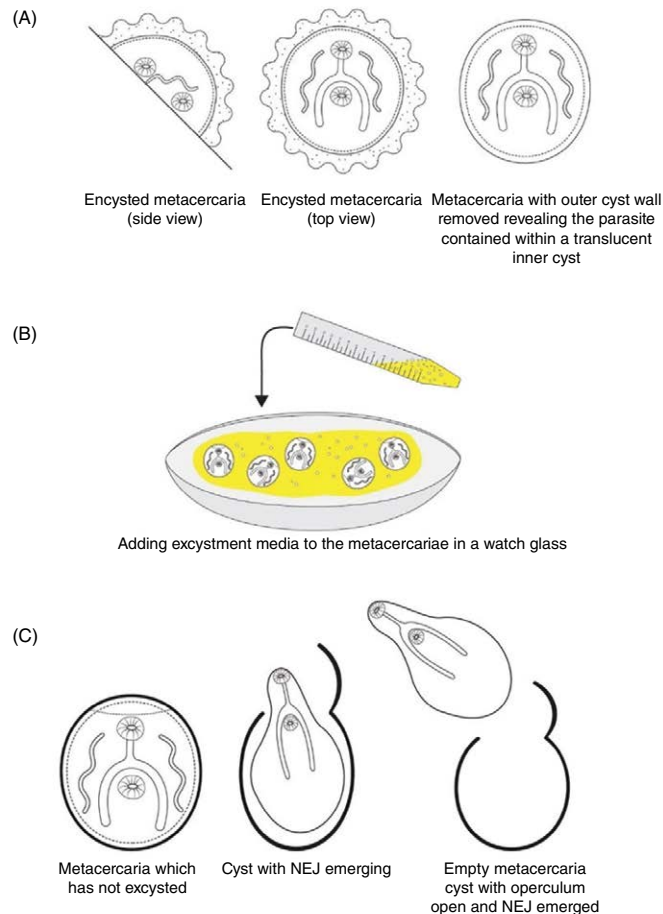 (A)
Encysted metacercaria
(side view)
Encysted metacercaria
(top view)
Metacercaria with outer cyst wall
removed revealing the parasite
contained within a translucent
inner cyst
(B)
Adding excystment media to the metacercariae in a watch glass
(C)
Metacercaria which
has not excysted
Cyst with NEJ emerging
Empty metacercaria
cyst with operculum
open and NEJ emerged